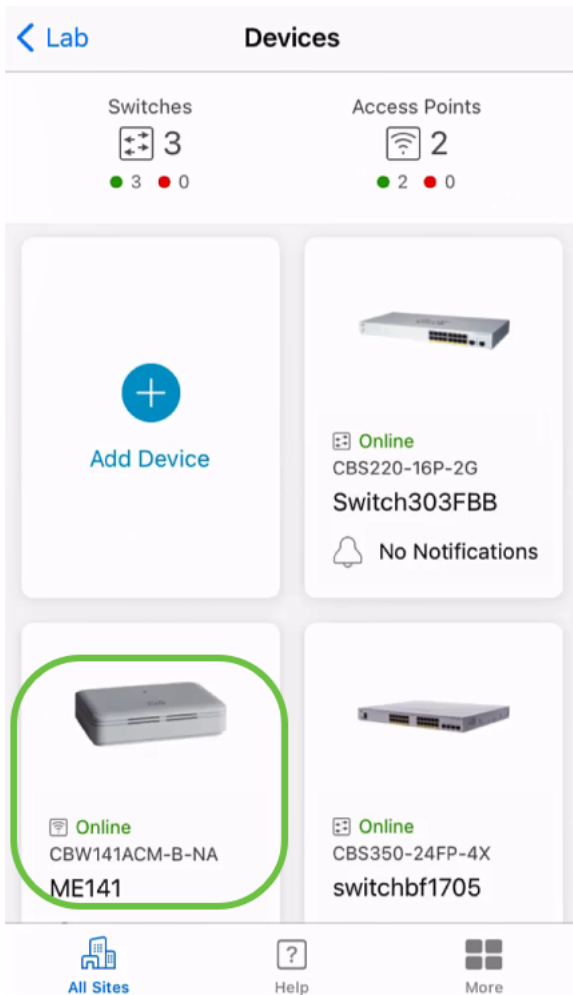 Lab
Devices
Switches
3
3 0
Access Points
2
2 0
Add Device
Online
CBS220-16P-2G
Switch303FBB
No Notifications
Online
CBW141ACM-B-NA
ME141
Online
CBS350-24FP-4X
switchbf1705
All Sites
?
Help
More